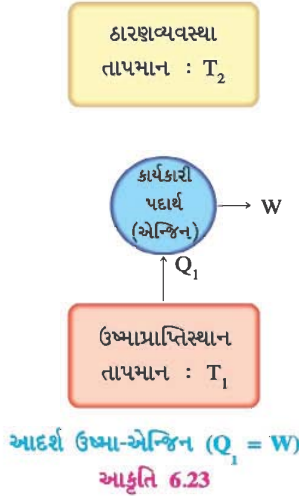 ઠારણવ્યવસ્થા
તાપમાન : T₂
કાર્યકારી
પદાર્થ
(એન્જિન)
W
Q₁
ઉષ્માપ્રાપ્તિસ્થાન
તાપમાન : T₁
આદર્શ ઉષ્મા-એન્જિન (Q₁ = W)
આકૃતિ 6.23